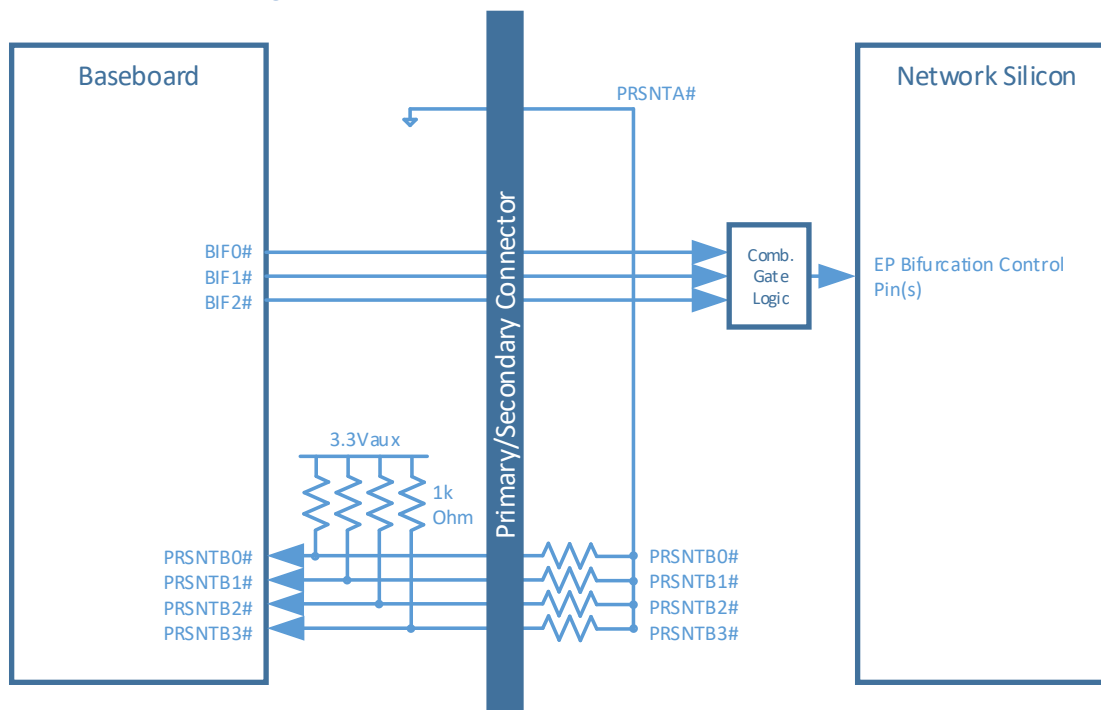 Baseboard
Network Silicon
PRSNTA#
Primary/Secondary Connector
BIF0#
BIF1#
BIF2#
Comb.
Gate
Logic
EP Bifurcation Control
Pin(s)
3.3Vaux
1k
Ohm
PRSNTB0#
PRSNTB1#
PRSNTB2#
PRSNTB3#
PRSNTB0#
PRSNTB1#
PRSNTB2#
PRSNTB3#